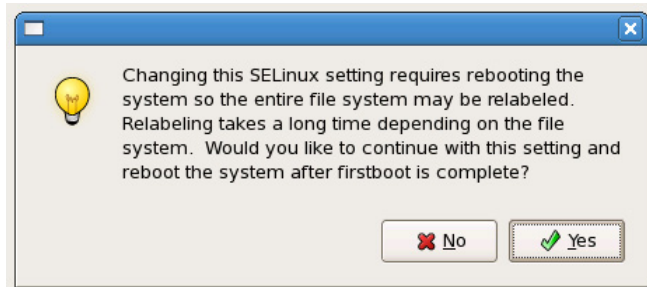 Changing this SELinux setting requires rebooting the
system so the entire file system may be relabeled.
Relabeling takes a long time depending on the file
system.  Would you like to continue with this setting and
reboot the system after firstboot is complete?
No
Yes